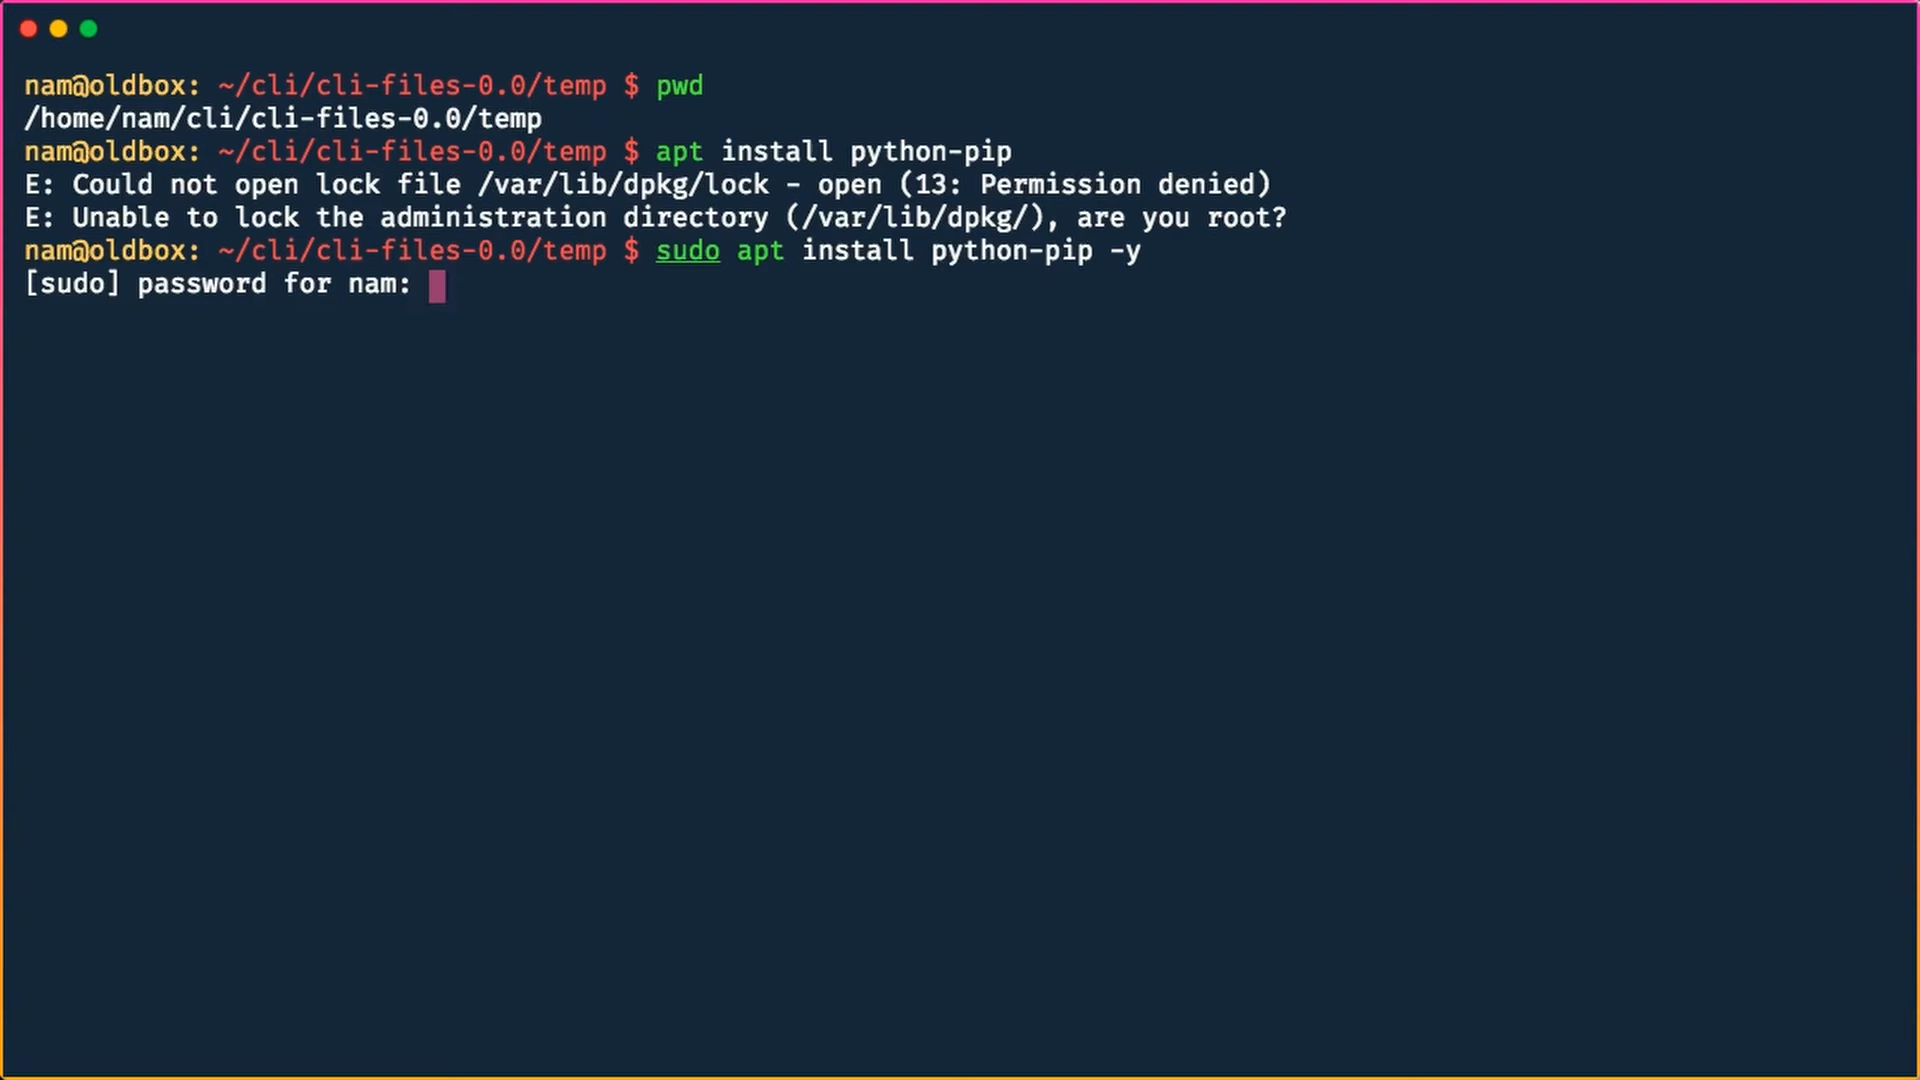 nam@oldbox: ~/cli/cli-files-0.0/temp $ pwd
/home/nam/cli/cli-files-0.0/temp
nam@oldbox: ~/cli/cli-files-0.0/temp $ apt install python-pip
E: Could not open lock file /var/lib/dpkg/lock - open (13: Permission denied)
E: Unable to lock the administration directory (/var/lib/dpkg/), are you root?
nam@oldbox: ~/cli/cli-files-0.0/temp $ sudo apt install python-pip -y
[sudo] password for nam: